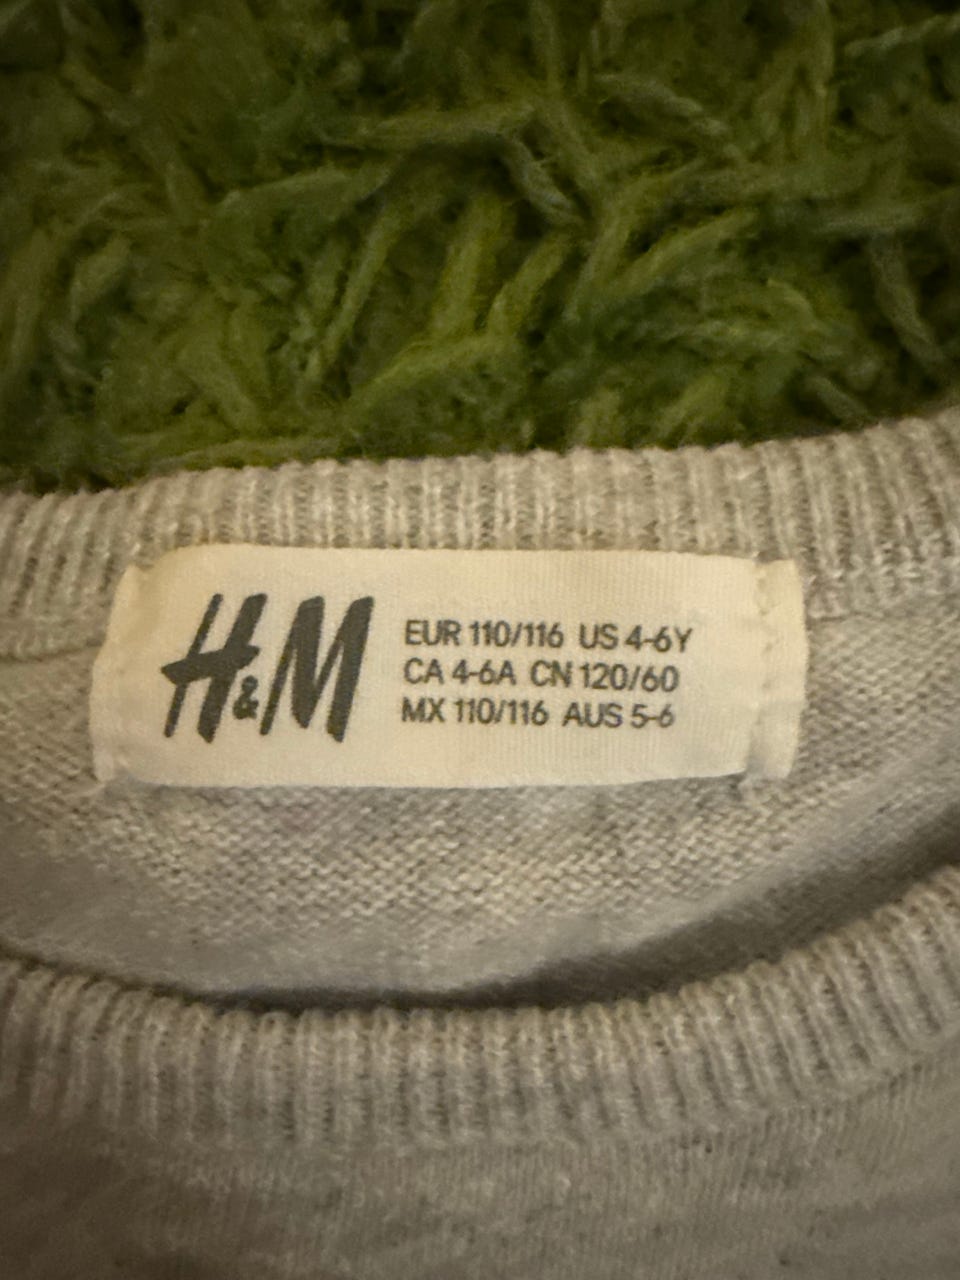 H&M
EUR 110/116 US 4-6Y
CA 4-6A CN 120/60
MX 110/116 AUS 5-6